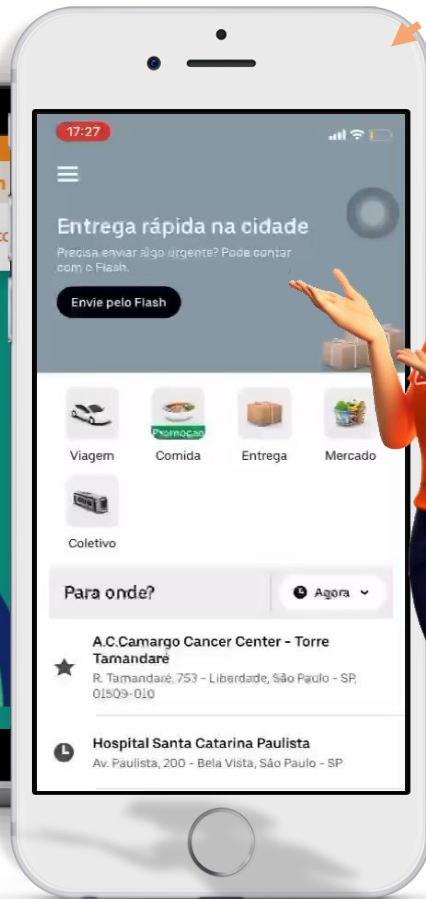 17:27
Entrega rápida na cidade
Precisa enviar algo urgente? Pode contar
com o Flash.
Envie pelo Flash
Promoção
Viagem
Comida
Entrega
Mercado
Coletivo
Para onde?
Agora
A.C.Camargo Cancer Center - Torre
Tamandaré
R. Tamandaré, 753 - Liberdade, São Paulo - SP,
01509-010
Hospital Santa Catarina Paulista
Av. Paulista, 200 - Bela Vista, São Paulo - SP